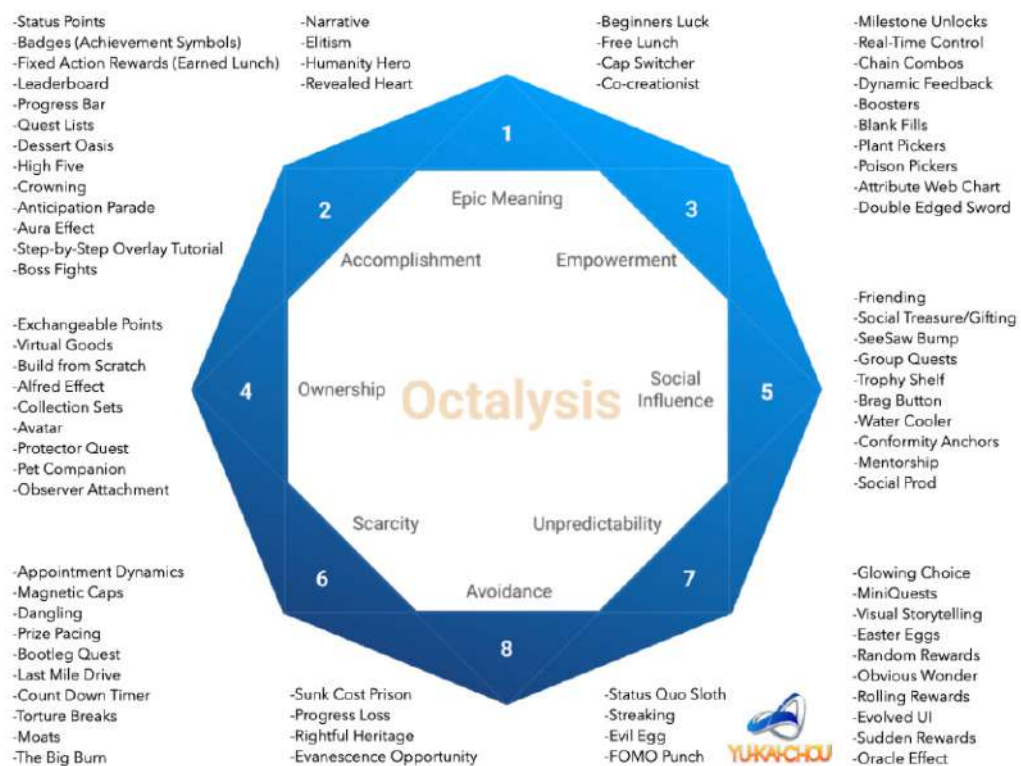 -Status Points
-Badges (Achievement Symbols)
-Fixed Action Rewards (Earned Lunch)
-Leaderboard
-Progress Bar
-Quest Lists
-Dessert Oasis
-High Five
-Crowning
-Anticipation Parade
-Aura Effect
-Step-by-Step Overlay Tutorial
-Boss Fights
-Narrative
-Elitism
-Humanity Hero
-Revealed Heart
-Beginners Luck
-Free Lunch
-Cap Switcher
-Co-creationist
-Milestone Unlocks
-Real-Time Control
-Chain Combos
-Dynamic Feedback
-Boosters
-Blank Fills
-Plant Pickers
-Poison Pickers
-Attribute Web Chart
-Double Edged Sword
1
Epic Meaning
2
Accomplishment
3
Empowerment
-Exchangeable Points
-Virtual Goods
-Build from Scratch
-Alfred Effect
-Collection Sets
-Avatar
-Protector Quest
-Pet Companion
-Observer Attachment
4
Ownership
Octalysis
Social
Influence
5
-Friending
-Social Treasure/Gifting
-SeeSaw Bump
-Group Quests
-Trophy Shelf
-Brag Button
-Water Cooler
-Conformity Anchors
-Mentorship
-Social Prod
Scarcity
6
Unpredictability
7
Avoidance
8
-Appointment Dynamics
-Magnetic Caps
-Dangling
-Prize Pacing
-Bootleg Quest
-Last Mile Drive
-Count Down Timer
-Torture Breaks
-Moats
-The Big Burn
-Sunk Cost Prison
-Progress Loss
-Rightful Heritage
-Evanescence Opportunity
-Status Quo Sloth
-Streaking
-Evil Egg
-FOMO Punch
YU-KAI-CHOU
-Glowing Choice
-MiniQuests
-Visual Storytelling
-Easter Eggs
-Random Rewards
-Obvious Wonder
-Rolling Rewards
-Evolved UI
-Sudden Rewards
-Oracle Effect